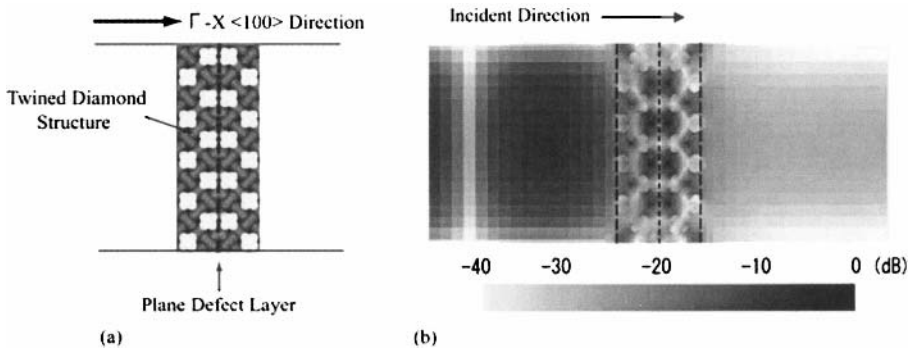 Γ-X <100> Direction
Twined Diamond
Structure
Plane Defect Layer
(a)
Incident Direction
-40 -30 -20 -10 0 (dB)
(b)